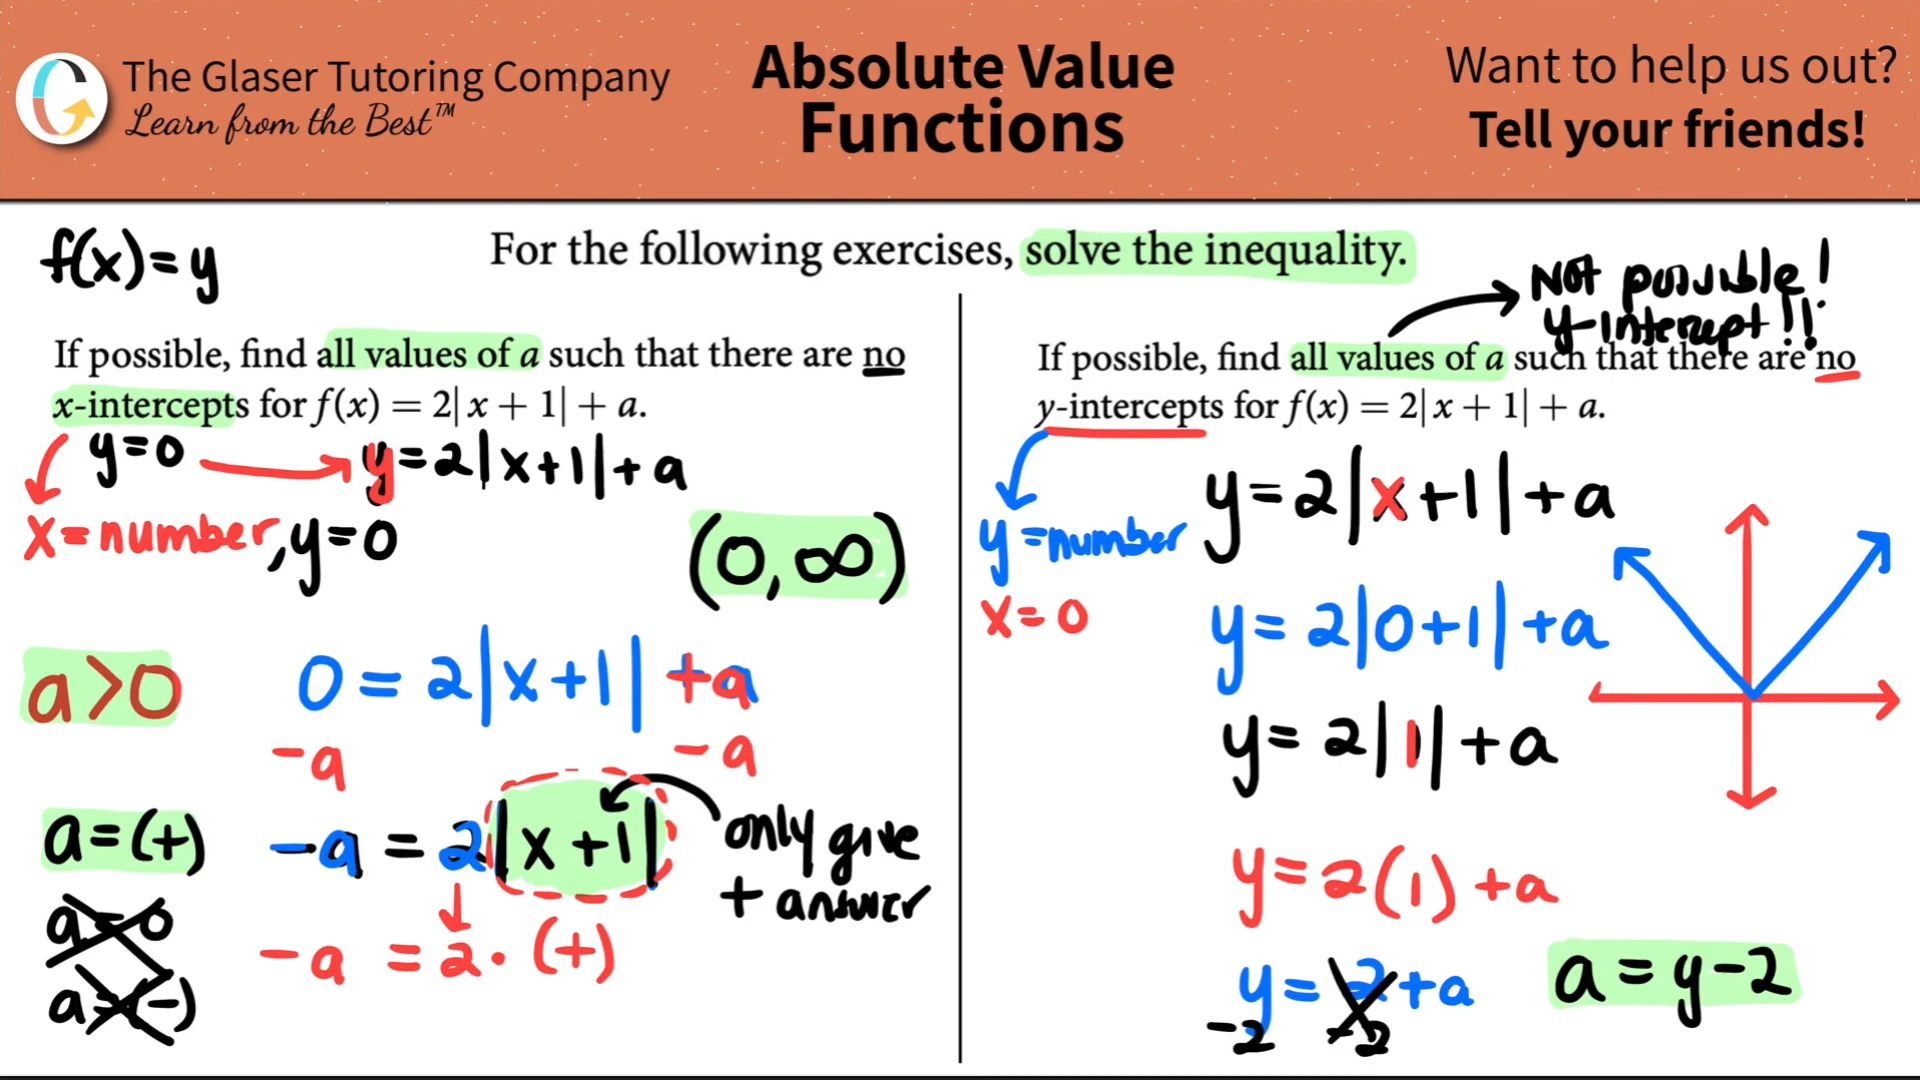 The Glaser Tutoring Company
Learn from the Best™
Absolute Value
Functions
Want to help us out?
Tell your friends!
f(x)=y
For the following exercises, solve the inequality.
If possible, find all values of a such that there are no
x-intercepts for f(x) = 2|x + 1| + a.
y=0
y=2|x+1|+a
x=number, y=0
(0,∞)
a>0
0 = 2|x+1| +a
-a
-a
a=(+)
-a = 2|x+1|
only give
+ answer
a=0
-a = 2·(+)
a=(-)
Not possible!
y-intercept!!
If possible, find all values of a such that there are no
y-intercepts for f(x) = 2|x + 1| + a.
y=2|x+1|+a
y=number
x=0
y=2|0+1|+a
y=2|1|+a
y=2(1)+a
y=2+a
-2
-2
a=y-2